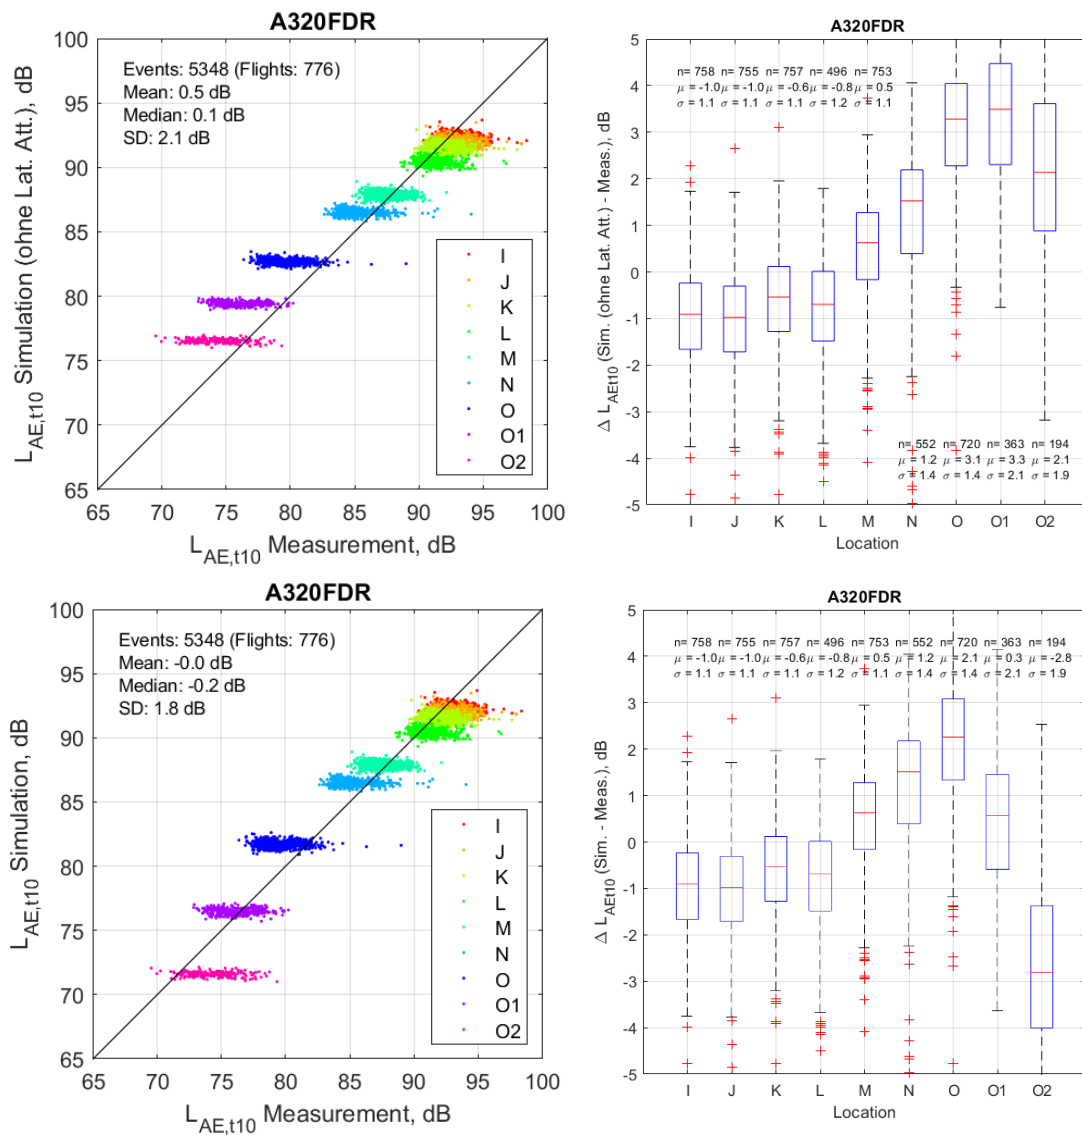 A320FDR
100
95
90
85
80
75
70
65
65
70
75
80
85
90
95
100
L_AE,t10 Simulation (ohne Lat. Att.), dB
L_AE,t10 Measurement, dB
Events: 5348 (Flights: 776)
Mean: 0.5 dB
Median: 0.1 dB
SD: 2.1 dB
I
J
K
L
M
N
O
O1
O2
A320FDR
5
4
3
2
1
0
-1
-2
-3
-4
-5
Δ L_AEt10 (Sim. (ohne Lat. Att.) - Meas.), dB
n= 758 n= 755 n= 757 n= 496 n= 753
μ = -1.0 μ = -1.0 μ = -0.6 μ = -0.8 μ = 0.5
σ = 1.1 σ = 1.1 σ = 1.1 σ = 1.2 σ = 1.1
n= 552 n= 720 n= 363 n= 194
μ = 1.2 μ = 3.1 μ = 3.3 μ = 2.1
σ = 1.4 σ = 1.4 σ = 2.1 σ = 1.9
I J K L M N O O1 O2
Location
A320FDR
100
95
90
85
80
75
70
65
65
70
75
80
85
90
95
100
L_AE,t10 Simulation, dB
L_AE,t10 Measurement, dB
Events: 5348 (Flights: 776)
Mean: -0.0 dB
Median: -0.2 dB
SD: 1.8 dB
I
J
K
L
M
N
O
O1
O2
A320FDR
5
4
3
2
1
0
-1
-2
-3
-4
-5
Δ L_AEt10 (Sim. - Meas.), dB
n= 758 n= 755 n= 757 n= 496 n= 753 n= 552 n= 720 n= 363 n= 194
μ = -1.0 μ = -1.0 μ = -0.6 μ = -0.8 μ = 0.5 μ = 1.2 μ = 2.1 μ = 0.3 μ = -2.8
σ = 1.1 σ = 1.1 σ = 1.1 σ = 1.2 σ = 1.1 σ = 1.4 σ = 1.4 σ = 2.1 σ = 1.9
I J K L M N O O1 O2
Location